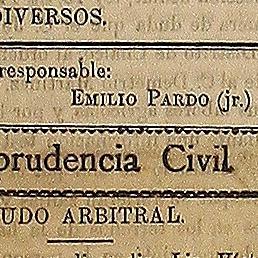 DIVERSOS.
responsable:
EMILIO PARDO (jr.)
prudencia Civil
UDO ARBITRAL.